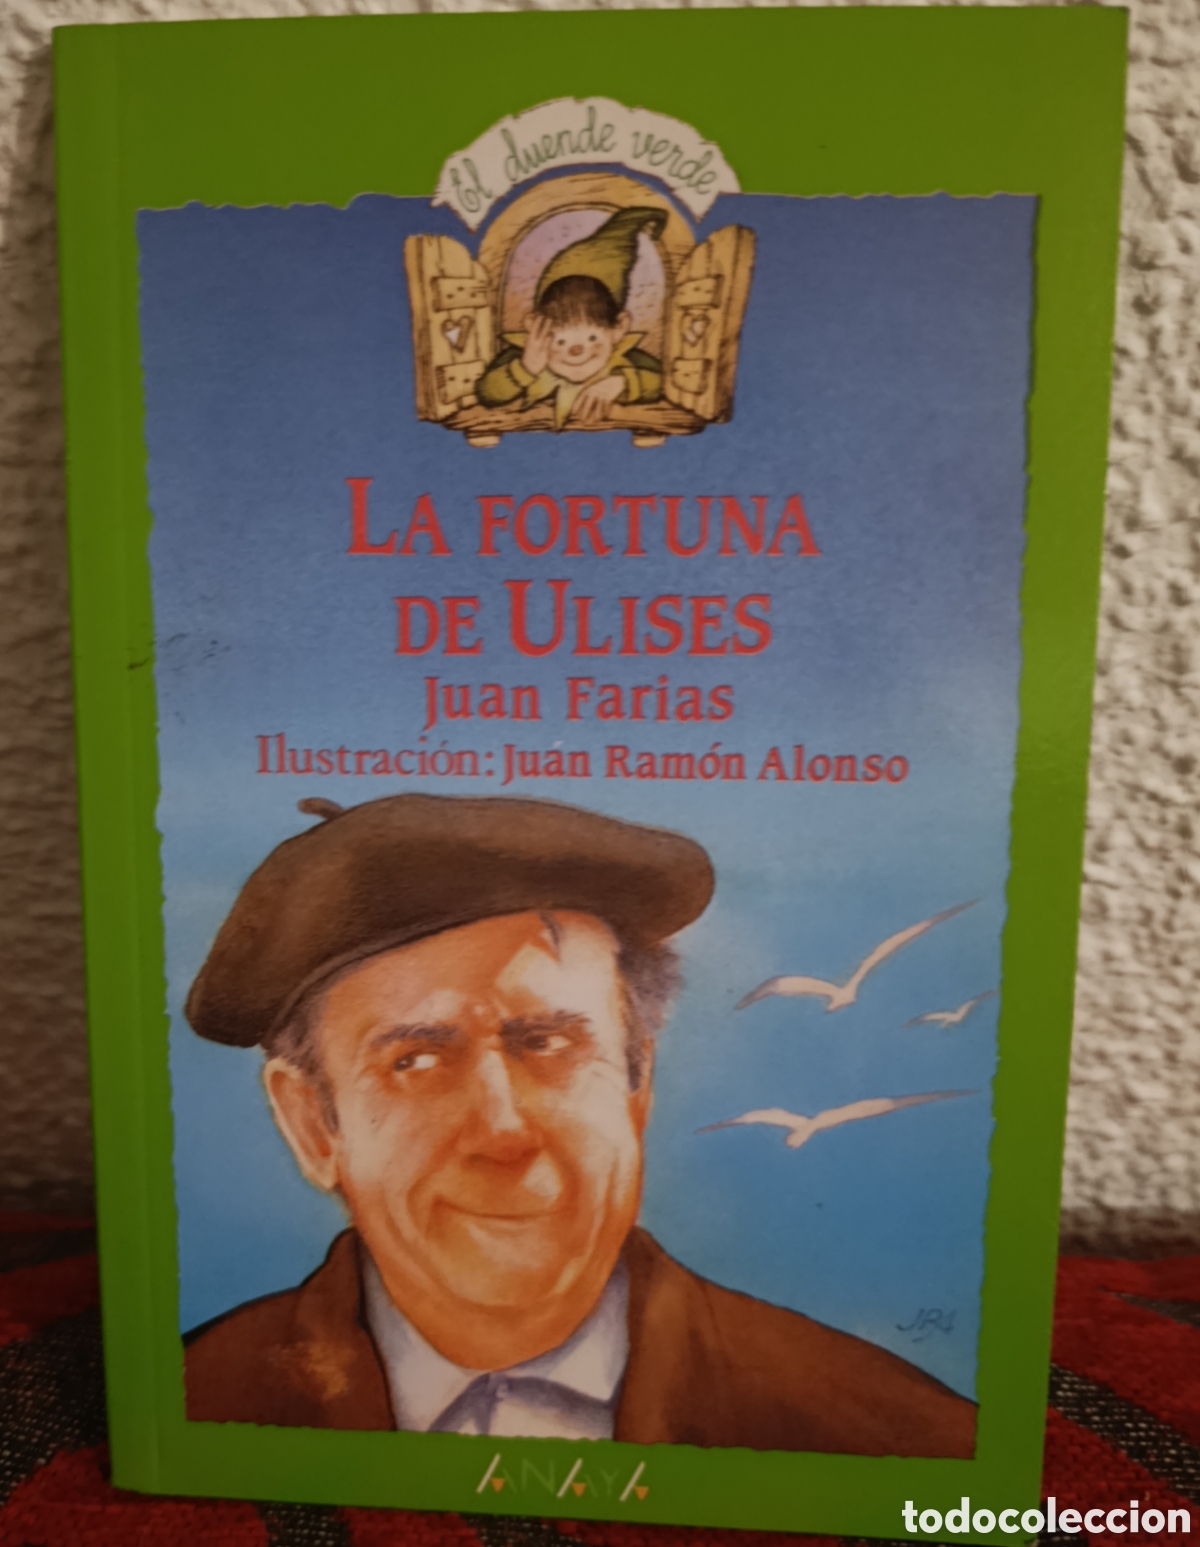 El duende verde
LA FORTUNA
DE ULISES
Juan Farias
Ilustración: Juan Ramón Alonso
JRA
ANAYA
todocoleccion